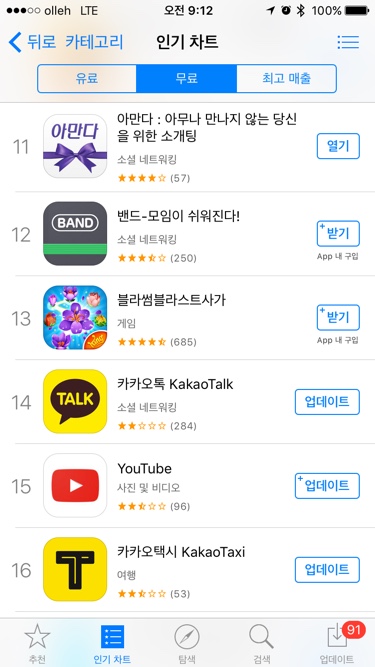 olleh LTE 오전 9:12 100%
뒤로 카테고리 인기 차트
유료 무료 최고 매출
11
아만다
아만다 : 아무나 만나지 않는 당신
을 위한 소개팅
소셜 네트워킹
(57)
열기
12
BAND
밴드-모임이 쉬워진다!
소셜 네트워킹
(250)
+받기
App 내 구입
13
블라썸블라스트사가
게임
(685)
+받기
App 내 구입
14
TALK
카카오톡 KakaoTalk
소셜 네트워킹
(284)
업데이트
15
YouTube
사진 및 비디오
(96)
+업데이트
16
T
카카오택시 KakaoTaxi
여행
(53)
업데이트
추천 인기 차트 탐색 검색 업데이트
91